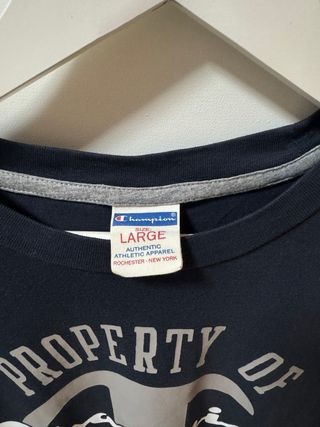 Champion
SIZE:
LARGE
AUTHENTIC
ATHLETIC APPAREL
ROCHESTER - NEW YORK
PROPERTY OF